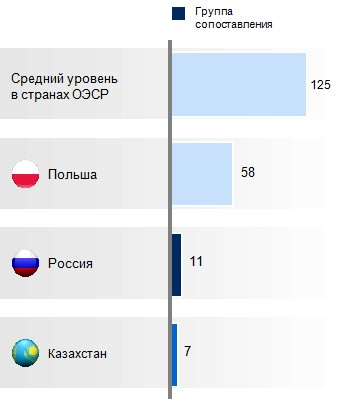 Группа
сопоставления
Средний уровень
в странах ОЭСР
125
Польша
58
Россия
11
Казахстан
7